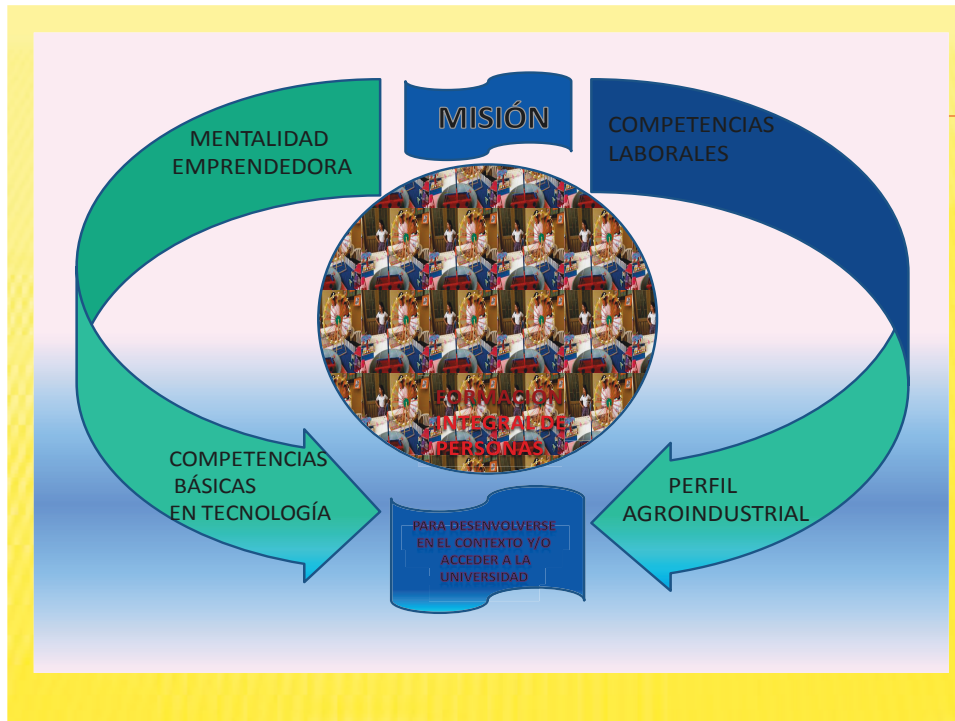 MISIÓN
MENTALIDAD
EMPRENDEDORA
COMPETENCIAS
LABORALES
FORMACIÓN
INTEGRAL DE
PERSONAS
COMPETENCIAS
BÁSICAS
EN TECNOLOGÍA
PERFIL
AGROINDUSTRIAL
PARA DESENVOLVERSE
EN EL CONTEXTO Y/O
ACCEDER A LA
UNIVERSIDAD